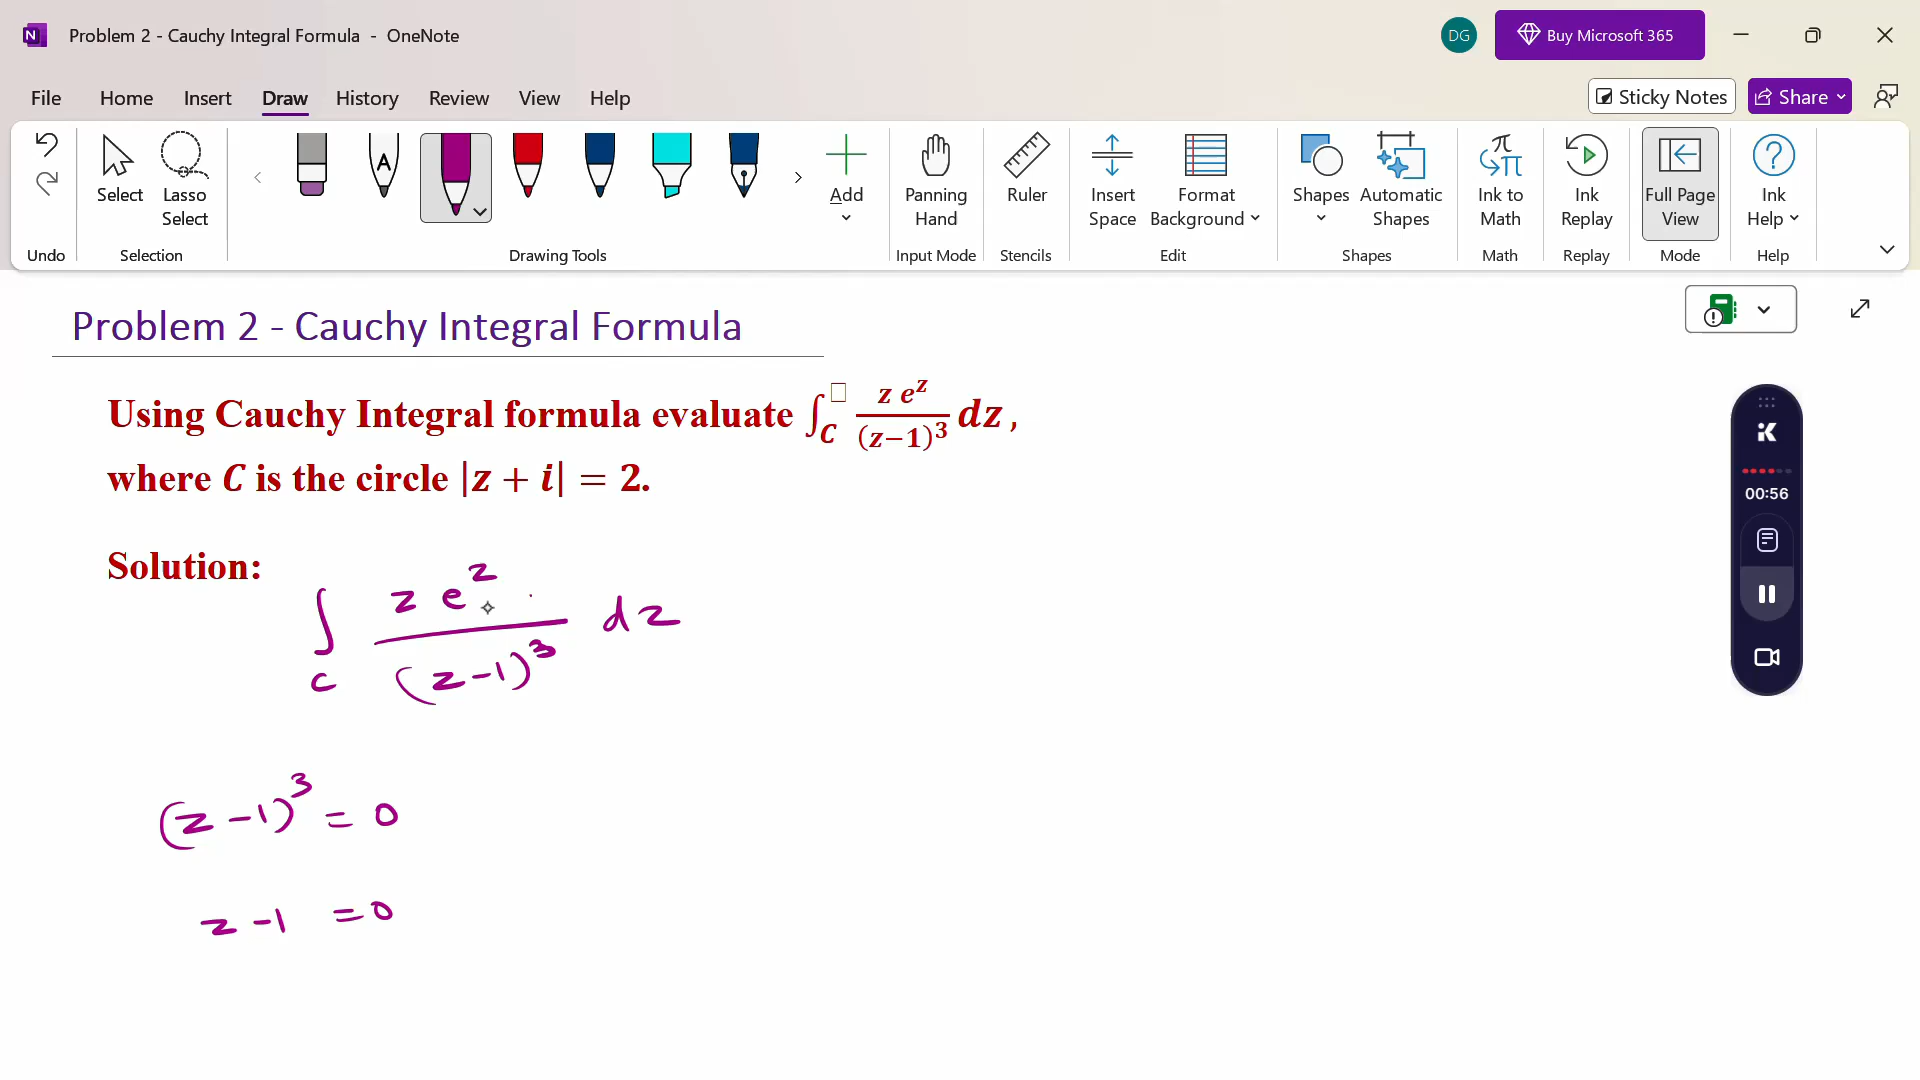 Problem 2 - Cauchy Integral Formula - OneNote
DG
Buy Microsoft 365
File Home Insert Draw History Review View Help
Sticky Notes Share
Select Lasso Select A Add Panning Hand Ruler Insert Space Format Background Shapes Automatic Shapes Ink to Math Ink Replay Full Page View Ink Help
Undo Selection Drawing Tools Input Mode Stencils Edit Shapes Math Replay Mode Help
Problem 2 - Cauchy Integral Formula
Using Cauchy Integral formula evaluate ∫_C^□ z e^z / (z−1)^3 dz ,
where C is the circle |z + i| = 2.
Solution:
∫_C z e^z / (z-1)^3 dz
(z-1)^3 = 0
z-1 = 0
00:56